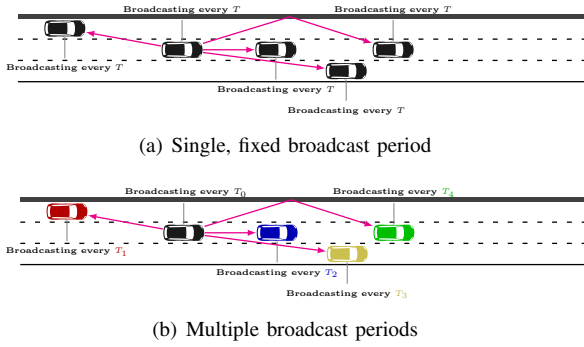 Broadcasting every T Broadcasting every T
Broadcasting every T Broadcasting every T
Broadcasting every T
(a) Single, fixed broadcast period
Broadcasting every T₀ Broadcasting every T₄
Broadcasting every T₁ Broadcasting every T₂
Broadcasting every T₃
(b) Multiple broadcast periods